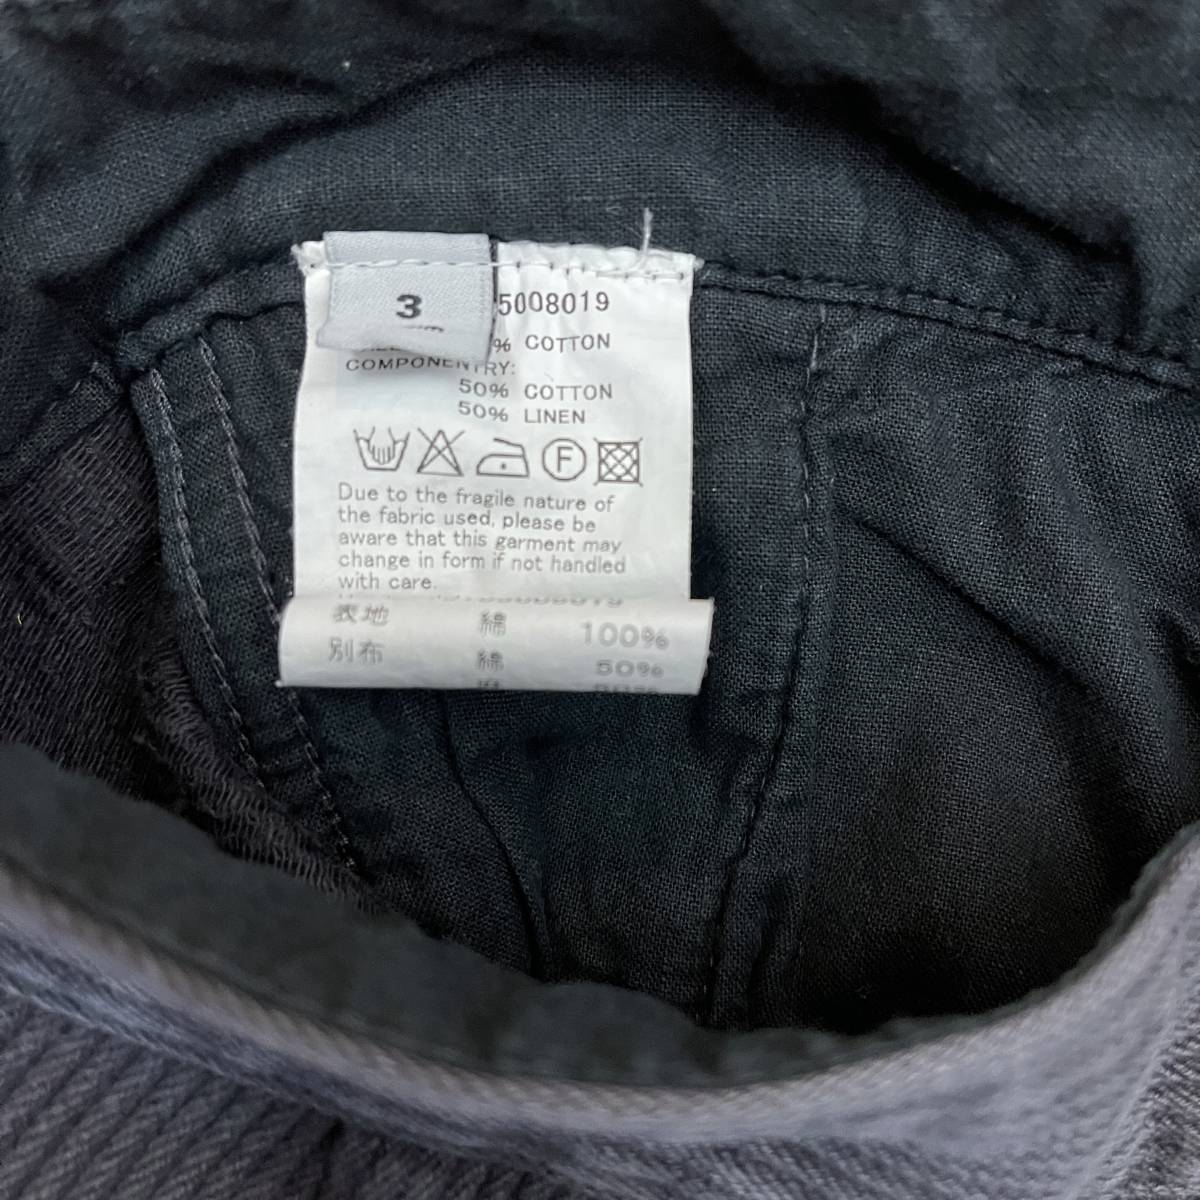 3
5008019
% COTTON
COMPONENTRY:
50% COTTON
50% LINEN
F
Due to the fragile nature of
the fabric used, please be
aware that this garment may
change in form if not handled
with care.
表地 綿 100%
別布 綿 50%